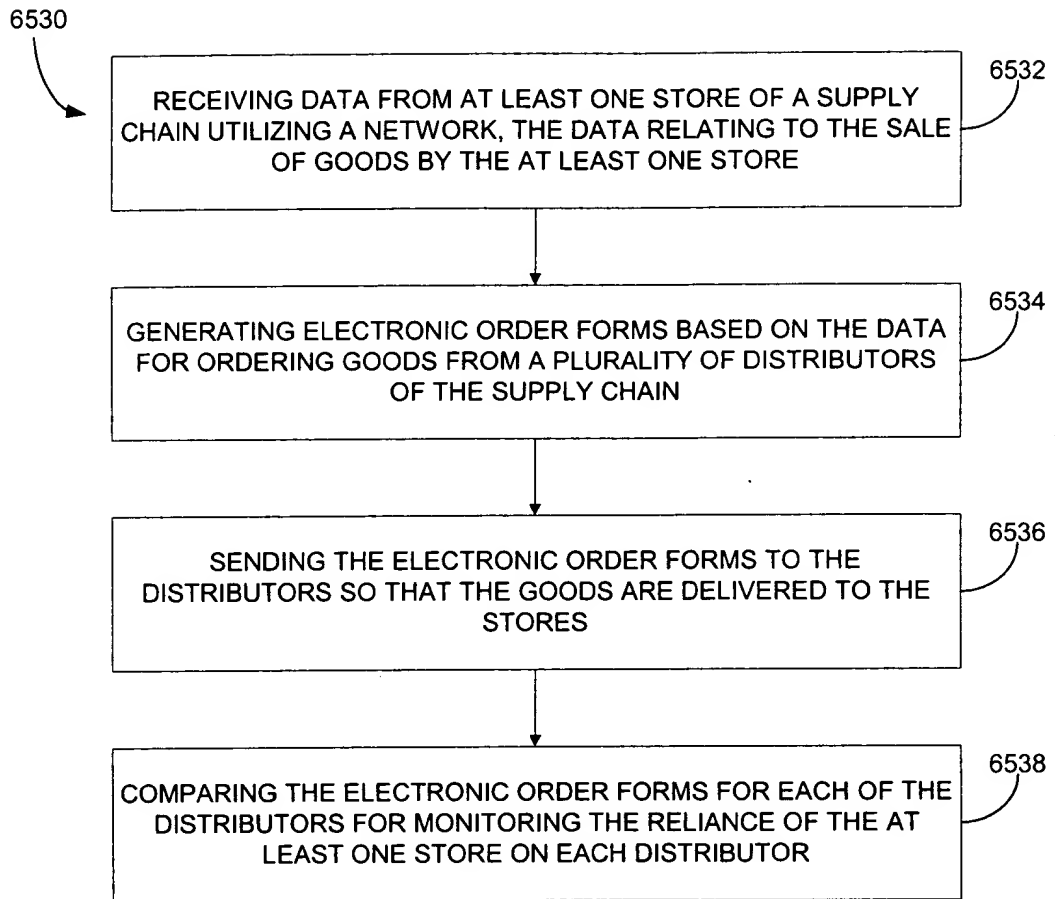 6530
6532
RECEIVING DATA FROM AT LEAST ONE STORE OF A SUPPLY
CHAIN UTILIZING A NETWORK, THE DATA RELATING TO THE SALE
OF GOODS BY THE AT LEAST ONE STORE
6534
GENERATING ELECTRONIC ORDER FORMS BASED ON THE DATA
FOR ORDERING GOODS FROM A PLURALITY OF DISTRIBUTORS
OF THE SUPPLY CHAIN
6536
SENDING THE ELECTRONIC ORDER FORMS TO THE
DISTRIBUTORS SO THAT THE GOODS ARE DELIVERED TO THE
STORES
6538
COMPARING THE ELECTRONIC ORDER FORMS FOR EACH OF THE
DISTRIBUTORS FOR MONITORING THE RELIANCE OF THE AT
LEAST ONE STORE ON EACH DISTRIBUTOR